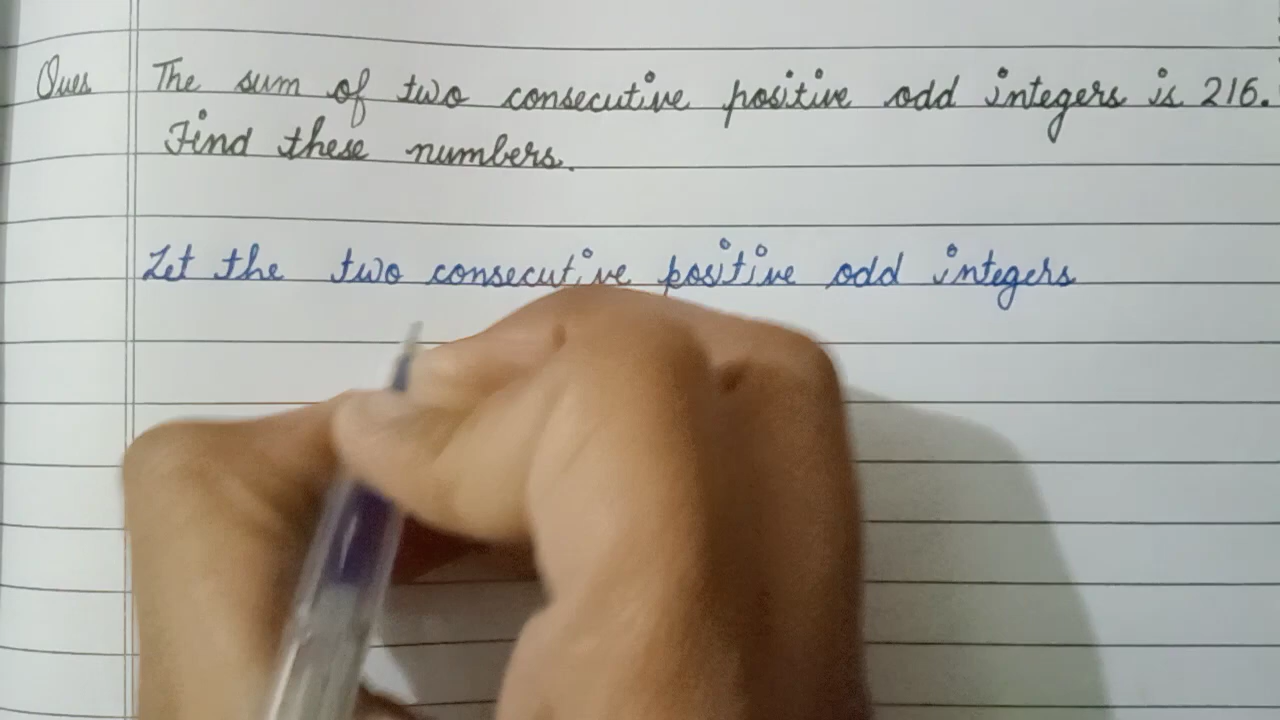 Ques The sum of two consecutive positive odd integers is 216.
Find these numbers.
Let the two consecutive positive odd integers